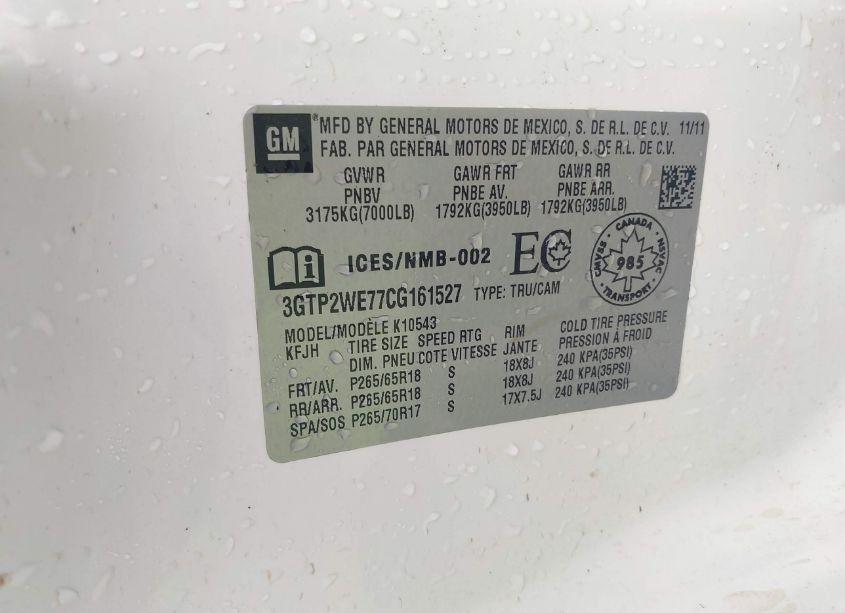 GM
® MFD BY GENERAL MOTORS DE MEXICO, S. DE R.L. DE C.V. 11/11
FAB. PAR GENERAL MOTORS DE MEXICO, S. DE R.L. DE C.V.
GVWR GAWR FRT GAWR RR
PNBV PNBE AV. PNBE ARR.
3175KG(7000LB) 1792KG(3950LB) 1792KG(3950LB)
i ICES/NMB-002 EC
CANADA
CMVSS NSVAC
985
TRANSPORT
3GTP2WE77CG161527 TYPE: TRU/CAM
MODEL/MODÈLE K10543
KFJH TIRE SIZE SPEED RTG RIM COLD TIRE PRESSURE
DIM. PNEU COTE VITESSE JANTE PRESSION À FROID
FRT/AV. P265/65R18 S 18X8J 240 KPA(35PSI)
RR/ARR. P265/65R18 S 18X8J 240 KPA(35PSI)
SPA/SOS P265/70R17 S 17X7.5J 240 KPA(35PSI)